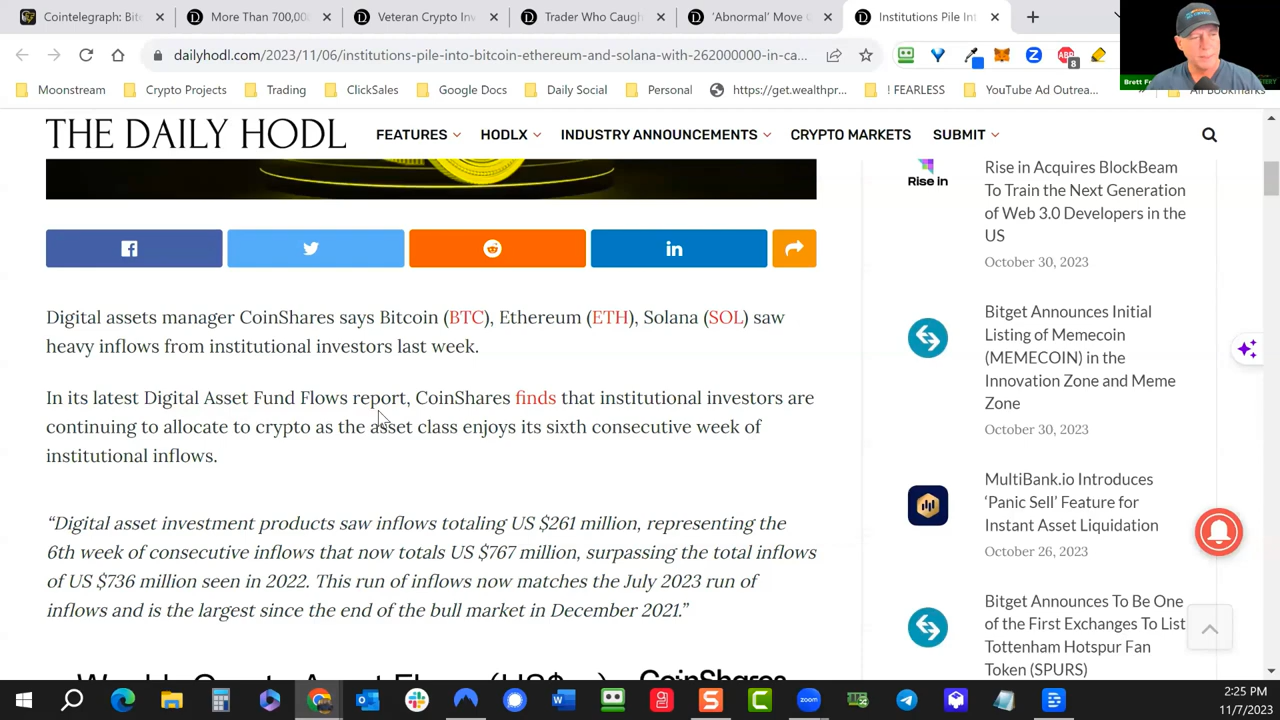 Cointelegraph: Bit
More Than 700,00
Veteran Crypto Inv
Trader Who Caugh
'Abnormal' Move
Institutions Pile Int
dailyhodl.com/2023/11/06/institutions-pile-into-bitcoin-ethereum-and-solana-with-262000000-in-ca...
ABP
8
Brett
Moonstream
Crypto Projects
Trading
ClickSales
Google Docs
Daily Social
Personal
https://get.wealthpr...
! FEARLESS
YouTube Ad Outrea...
All Bookmarks
THE DAILY HODL
FEATURES
HODLX
INDUSTRY ANNOUNCEMENTS
CRYPTO MARKETS
SUBMIT
Digital assets manager CoinShares says Bitcoin (BTC), Ethereum (ETH), Solana (SOL) saw
heavy inflows from institutional investors last week.
In its latest Digital Asset Fund Flows report, CoinShares finds that institutional investors are
continuing to allocate to crypto as the asset class enjoys its sixth consecutive week of
institutional inflows.
“Digital asset investment products saw inflows totaling US $261 million, representing the
6th week of consecutive inflows that now totals US $767 million, surpassing the total inflows
of US $736 million seen in 2022. This run of inflows now matches the July 2023 run of
inflows and is the largest since the end of the bull market in December 2021.”
CoinShares
Rise in
Rise in Acquires BlockBeam
To Train the Next Generation
of Web 3.0 Developers in the
US
October 30, 2023
Bitget Announces Initial
Listing of Memecoin
(MEMECOIN) in the
Innovation Zone and Meme
Zone
October 30, 2023
MultiBank.io Introduces
‘Panic Sell’ Feature for
Instant Asset Liquidation
October 26, 2023
Bitget Announces To Be One
of the First Exchanges To List
Tottenham Hotspur Fan
Token (SPURS)
zoom
2:25 PM
11/7/2023